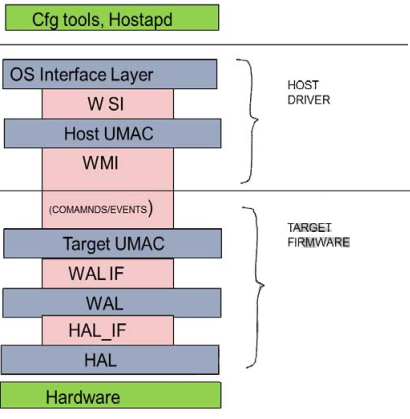 Cfg tools, Hostapd
OS Interface Layer
W SI
HOST
DRIVER
Host UMAC
WMI
(COMAMNDS/EVENTS)
TARGET
FIRMWARE
Target UMAC
WAL IF
WAL
HAL_IF
HAL
Hardware